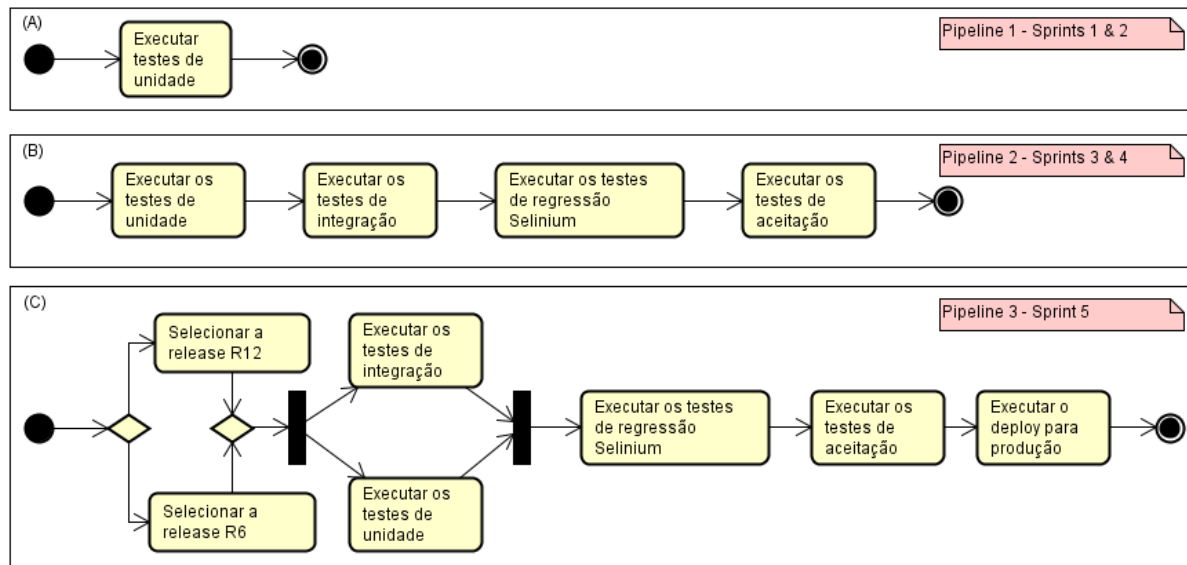 (A)
Executar
testes de
unidade
Pipeline 1 - Sprints 1 & 2
(B)
Executar os
testes de
unidade
Executar os
testes de
integração
Executar os testes
de regressão
Selinium
Executar os
testes de
aceitação
Pipeline 2 - Sprints 3 & 4
(C)
Selecionar a
release R12
Selecionar a
release R6
Executar os
testes de
integração
Executar os
testes de
unidade
Executar os testes
de regressão
Selinium
Executar os
testes de
aceitação
Executar o
deploy para
produção
Pipeline 3 - Sprint 5